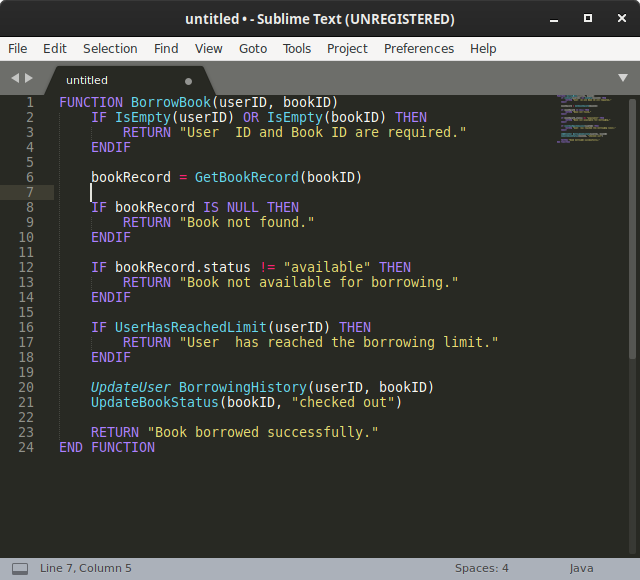 untitled • - Sublime Text (UNREGISTERED)
File Edit Selection Find View Goto Tools Project Preferences Help
untitled
1 FUNCTION BorrowBook(userID, bookID)
2     IF IsEmpty(userID) OR IsEmpty(bookID) THEN
3         RETURN "User  ID and Book ID are required."
4     ENDIF
5
6     bookRecord = GetBookRecord(bookID)
7
8     IF bookRecord IS NULL THEN
9         RETURN "Book not found."
10     ENDIF
11
12     IF bookRecord.status != "available" THEN
13         RETURN "Book not available for borrowing."
14     ENDIF
15
16     IF UserHasReachedLimit(userID) THEN
17         RETURN "User  has reached the borrowing limit."
18     ENDIF
19
20     UpdateUser BorrowingHistory(userID, bookID)
21     UpdateBookStatus(bookID, "checked out")
22
23     RETURN "Book borrowed successfully."
24 END FUNCTION
Line 7, Column 5 Spaces: 4 Java